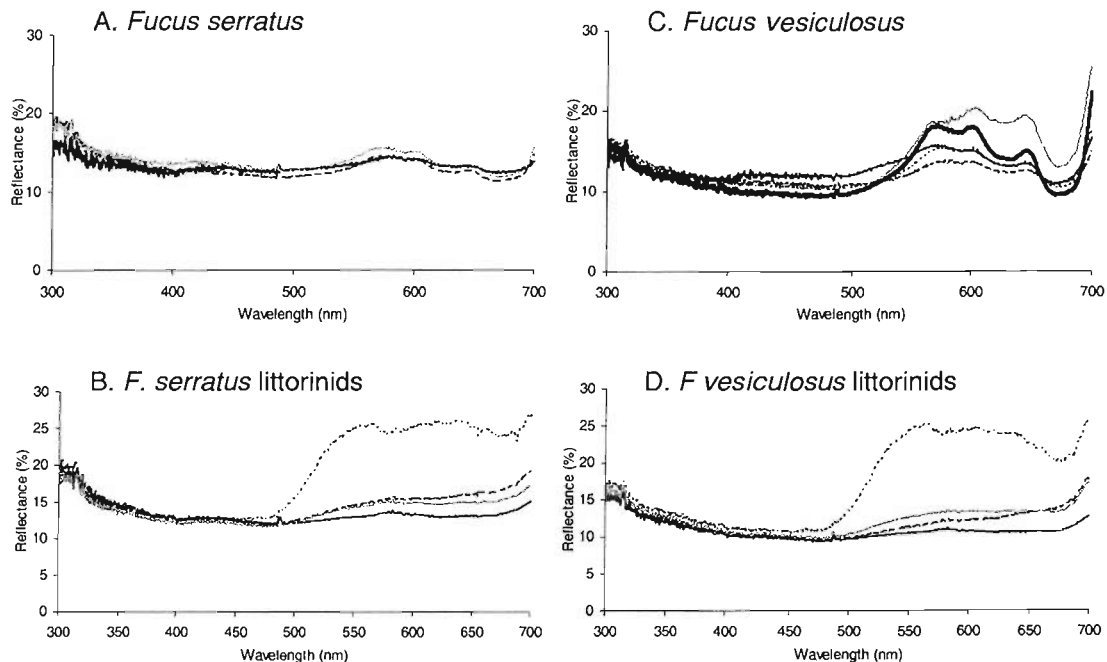 A. Fucus serratus
30
20
10
0
Reflectance (%)
300 400 500 600 700
Wavelength (nm)
C. Fucus vesiculosus
30
20
10
0
Reflectance (%)
300 400 500 600 700
Wavelength (nm)
B. F. serratus littorinids
30
25
20
15
10
5
0
Reflectance (%)
300 350 400 450 500 550 600 650 700
Wavelength (nm)
D. F vesiculosus littorinids
30
25
20
15
10
5
0
Reflectance (%)
300 350 400 450 500 550 600 650 700
Wavelength (nm)